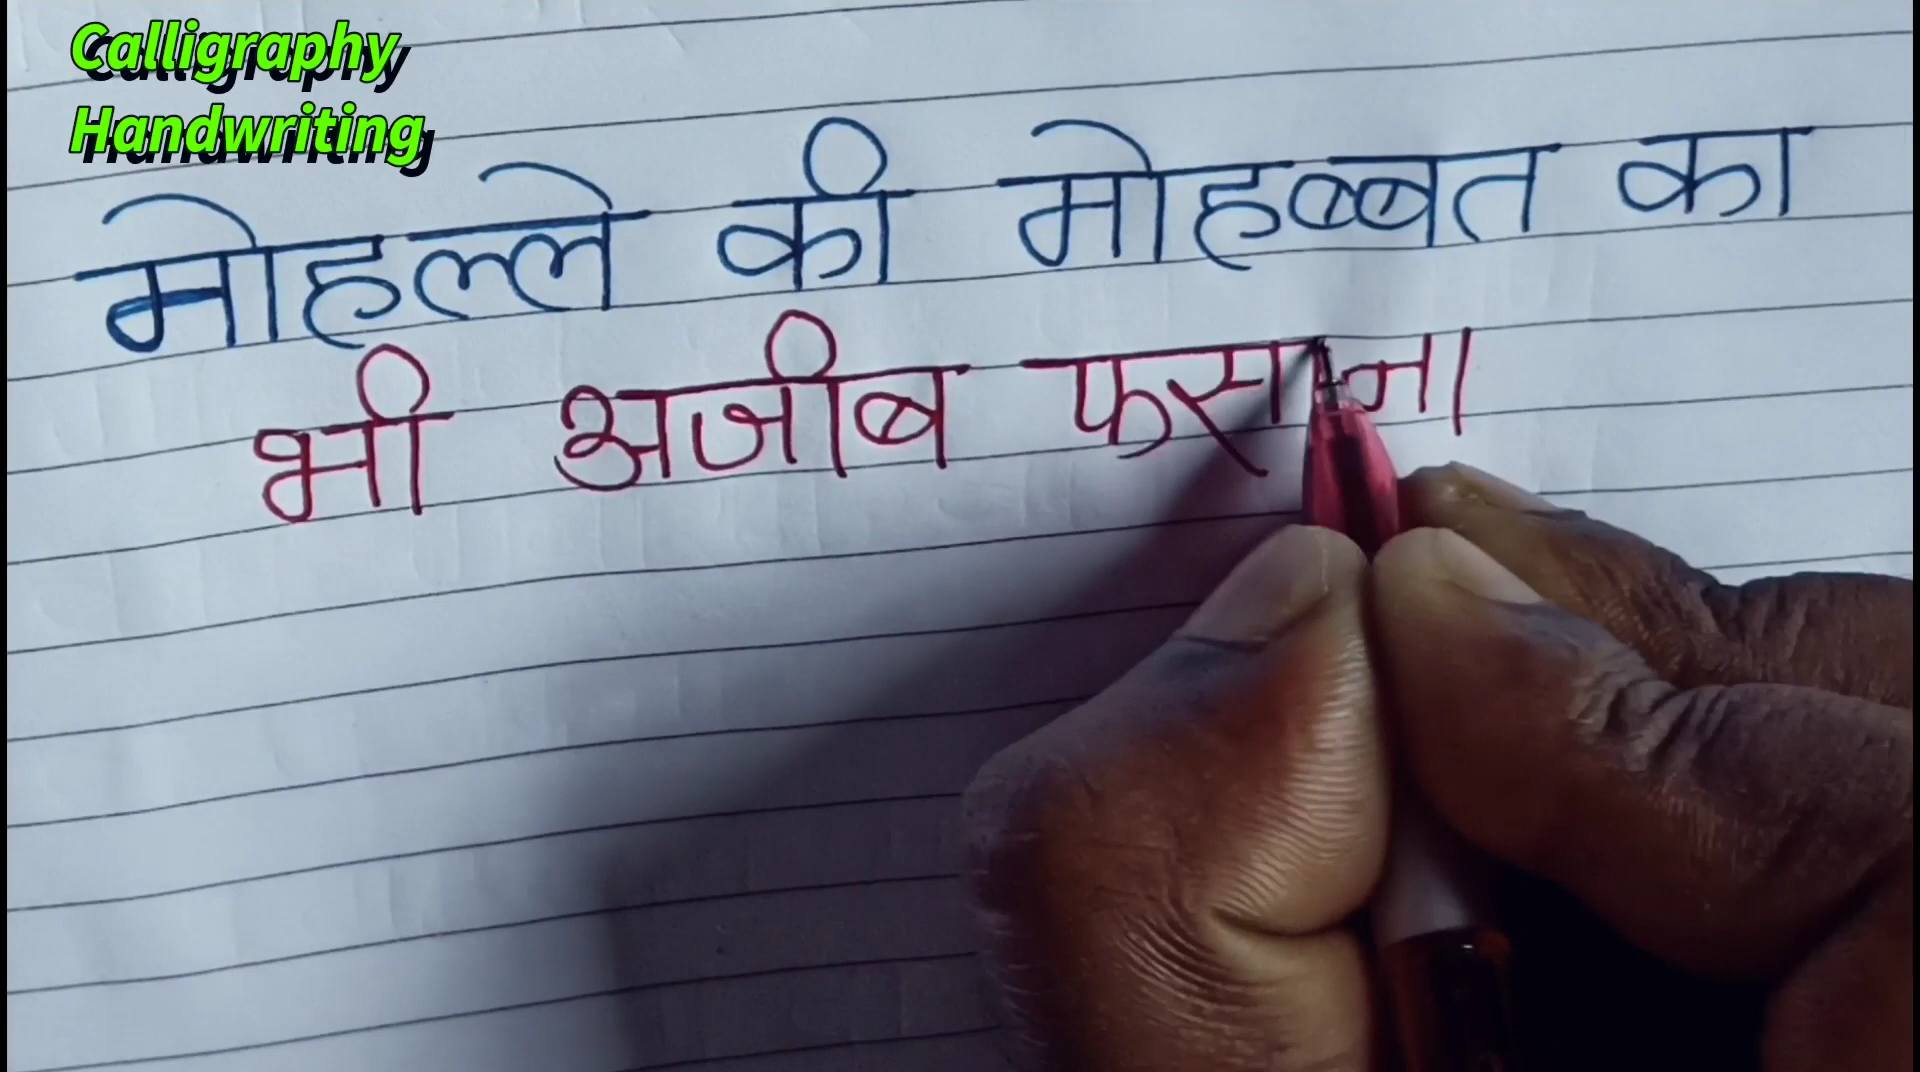 Calligraphy
Handwriting
मोहल्ले की मोहब्बत का
भी अजीब फसाना